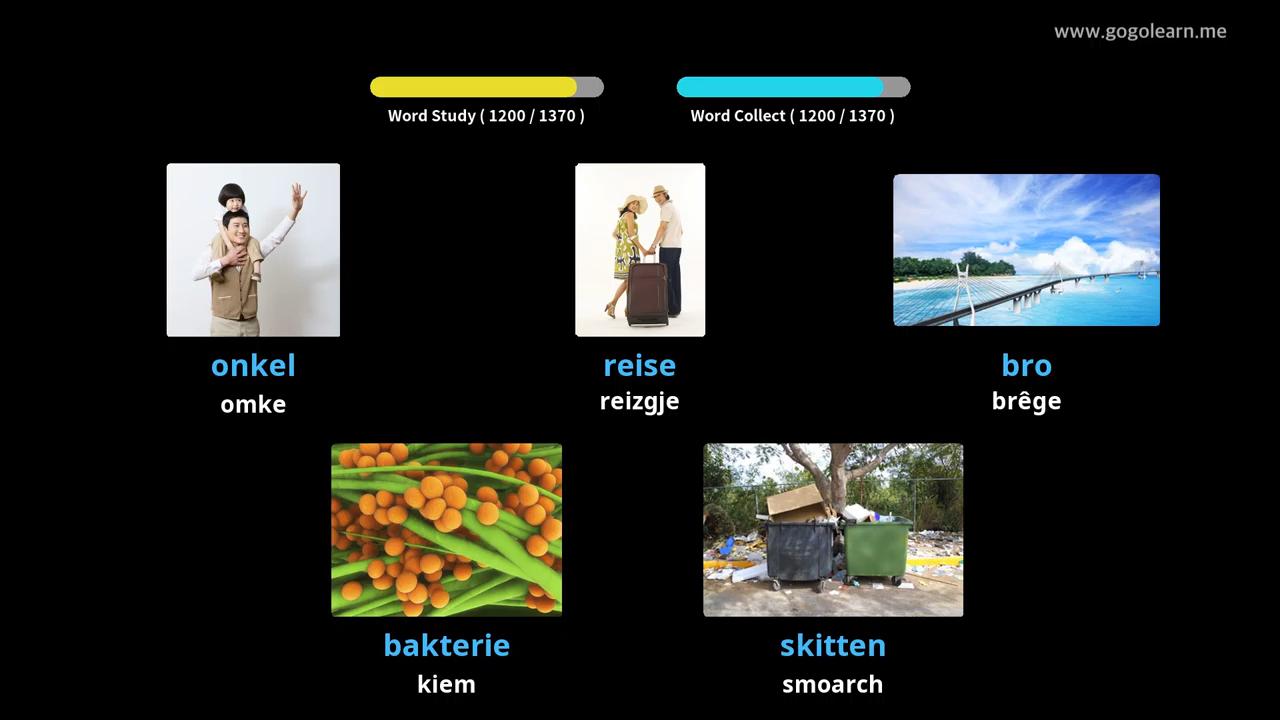 www.gogolearn.me
Word Study ( 1200 / 1370 )
Word Collect ( 1200 / 1370 )
onkel
omke
reise
reizgje
bro
brêge
bakterie
kiem
skitten
smoarch